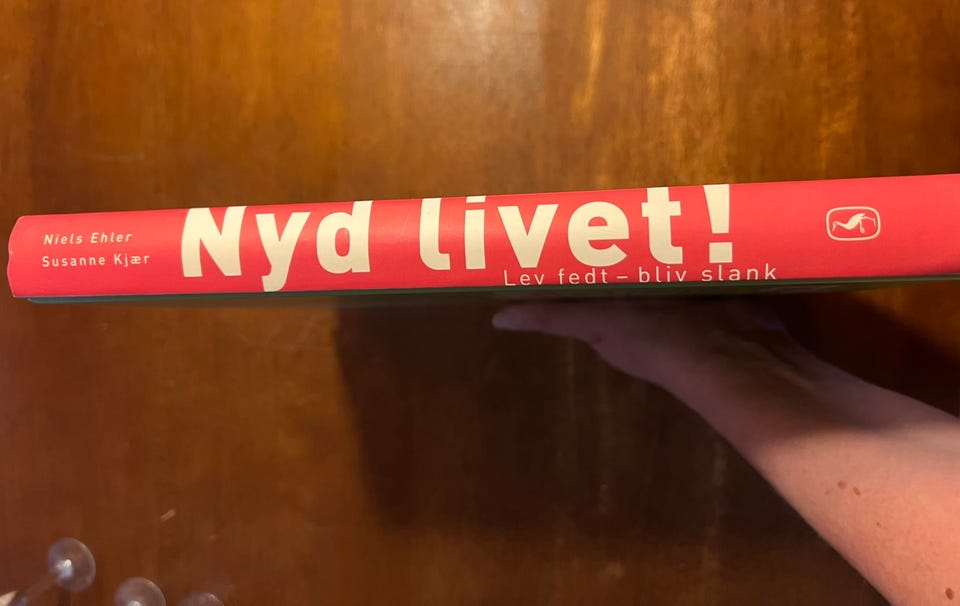 Niels Ehler
Susanne Kjær
Nyd livet!
Lev fedt – bliv slank